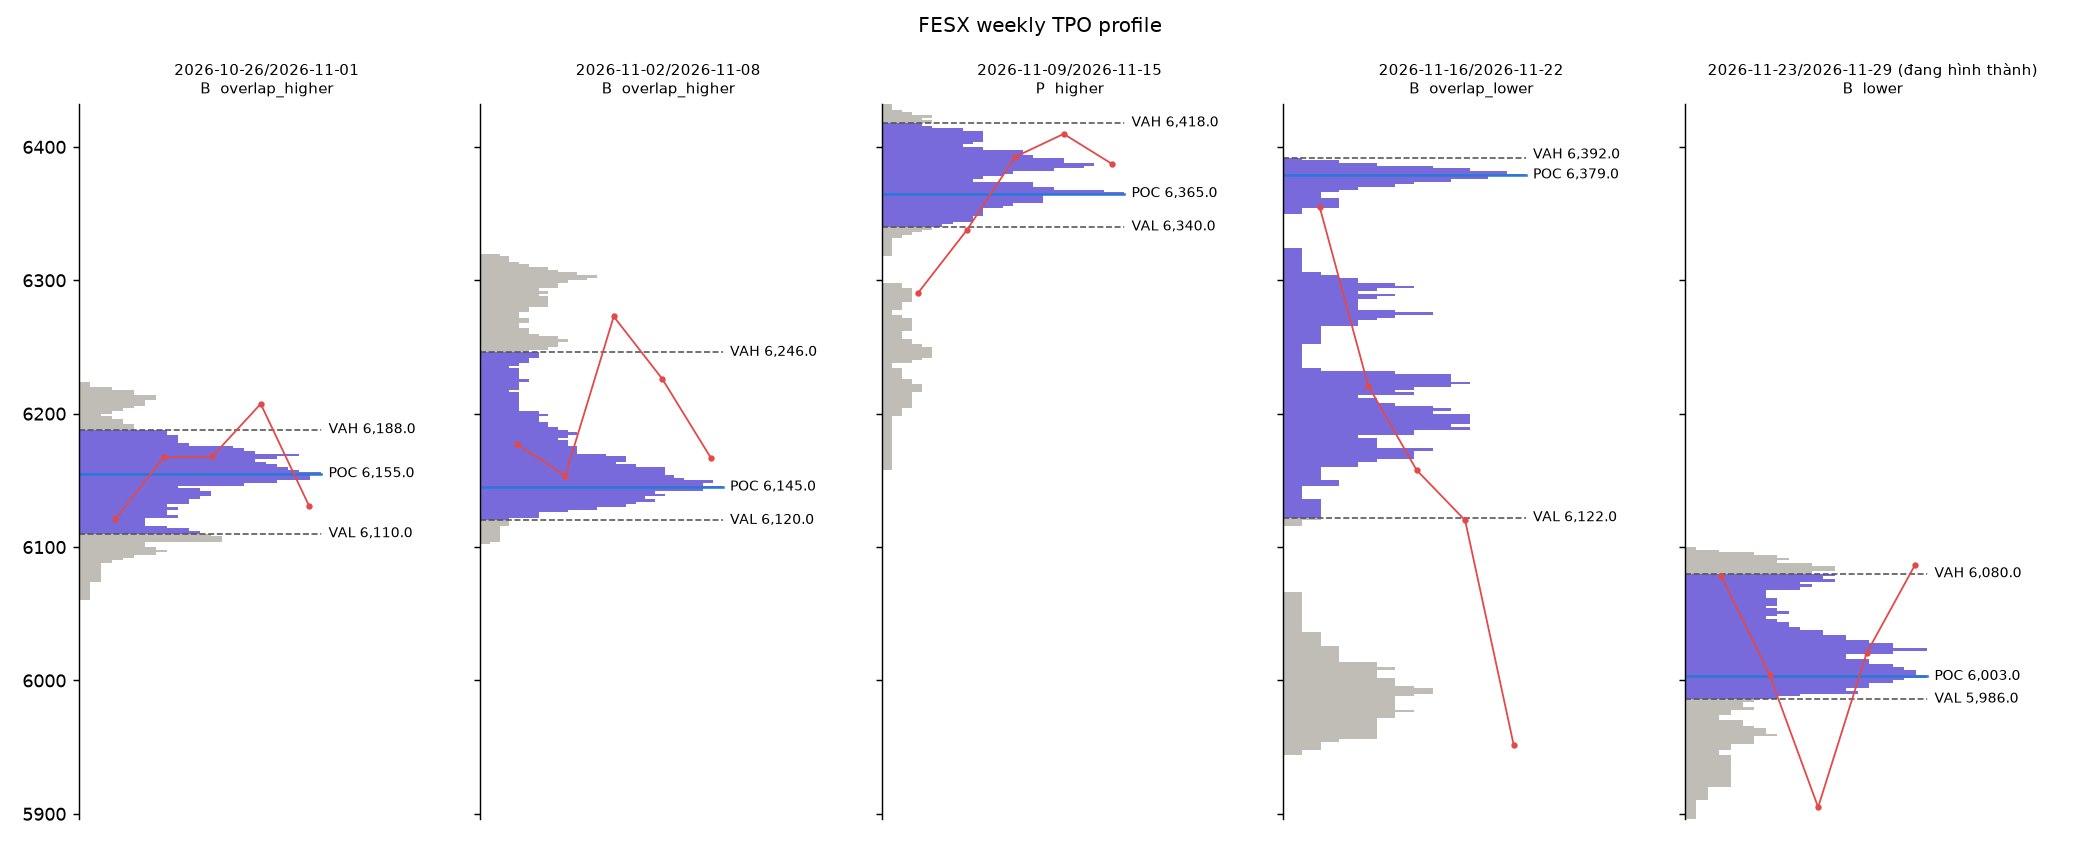 FESX weekly TPO profile
2026-10-26/2026-11-01
B  overlap_higher
2026-11-02/2026-11-08
B  overlap_higher
2026-11-09/2026-11-15
P  higher
2026-11-16/2026-11-22
B  overlap_lower
2026-11-23/2026-11-29 (đang hình thành)
B  lower
6400
6300
6200
6100
6000
5900
VAH 6,188.0
POC 6,155.0
VAL 6,110.0
VAH 6,246.0
POC 6,145.0
VAL 6,120.0
VAH 6,418.0
POC 6,365.0
VAL 6,340.0
VAH 6,392.0
POC 6,379.0
VAL 6,122.0
VAH 6,080.0
POC 6,003.0
VAL 5,986.0